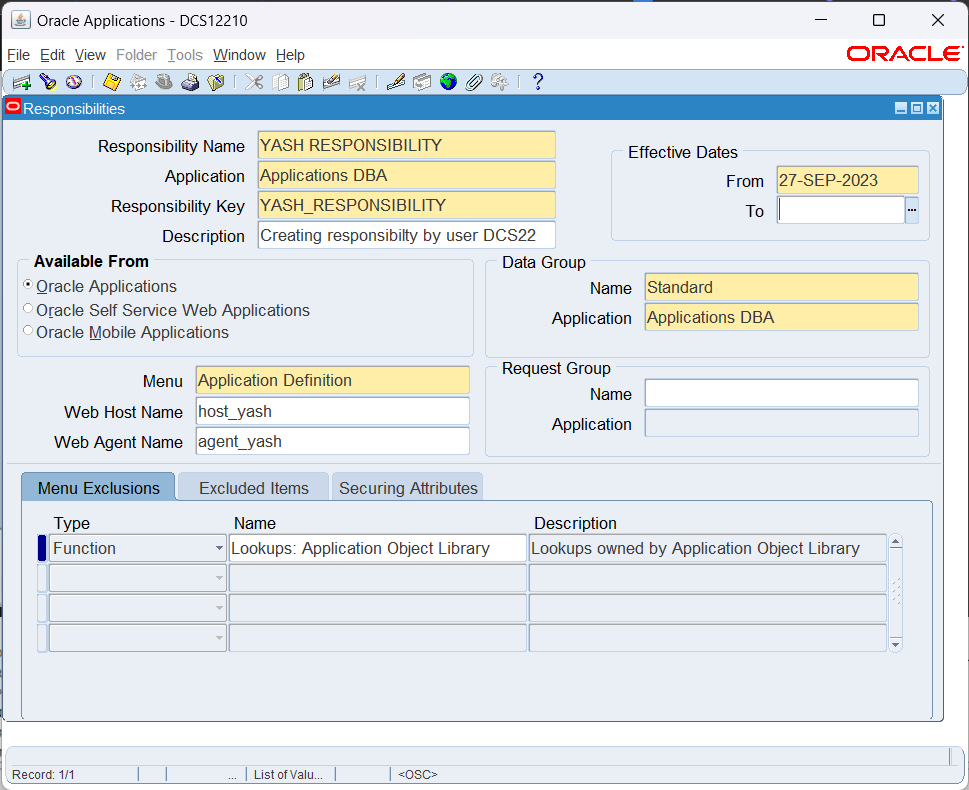 Oracle Applications - DCS12210
File Edit View Folder Tools Window Help
ORACLE
Responsibilities
Responsibility Name YASH RESPONSIBILITY
Application Applications DBA
Responsibility Key YASH_RESPONSIBILITY
Description Creating responsibilty by user DCS22
Effective Dates
From 27-SEP-2023
To ...
Available From
Oracle Applications
Oracle Self Service Web Applications
Oracle Mobile Applications
Data Group
Name Standard
Application Applications DBA
Menu Application Definition
Web Host Name host_yash
Web Agent Name agent_yash
Request Group
Name
Application
Menu Exclusions Excluded Items Securing Attributes
Type Name Description
Function Lookups: Application Object Library Lookups owned by Application Object Library
Record: 1/1 ... List of Valu... <OSC>